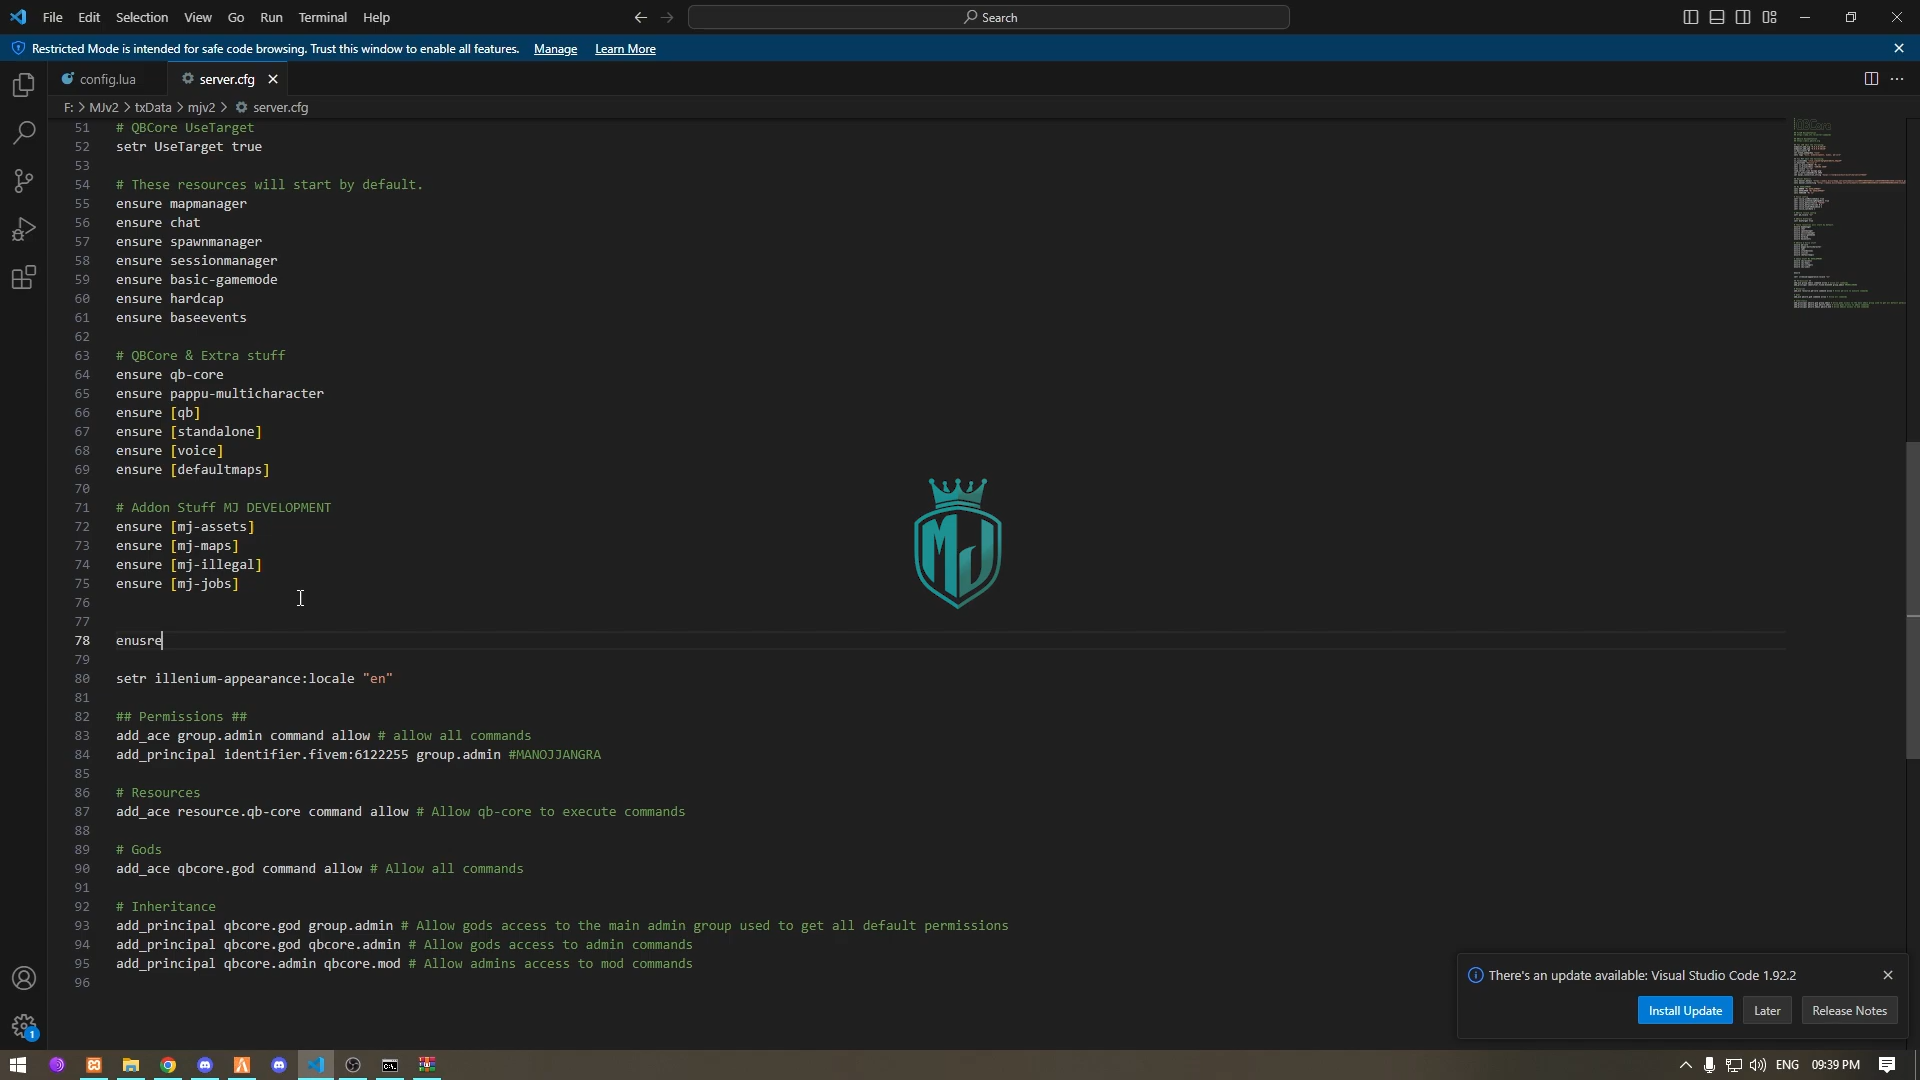 File Edit Selection View Go Run Terminal Help
Search
Restricted Mode is intended for safe code browsing. Trust this window to enable all features. Manage Learn More
config.lua server.cfg
F: > MJv2 > txData > mjv2 > server.cfg
51 # QBCore UseTarget
52 setr UseTarget true
53
54 # These resources will start by default.
55 ensure mapmanager
56 ensure chat
57 ensure spawnmanager
58 ensure sessionmanager
59 ensure basic-gamemode
60 ensure hardcap
61 ensure baseevents
62
63 # QBCore & Extra stuff
64 ensure qb-core
65 ensure pappu-multicharacter
66 ensure [qb]
67 ensure [standalone]
68 ensure [voice]
69 ensure [defaultmaps]
70
71 # Addon Stuff MJ DEVELOPMENT
72 ensure [mj-assets]
73 ensure [mj-maps]
74 ensure [mj-illegal]
75 ensure [mj-jobs]
76
77
78 enusre
79
80 setr illenium-appearance:locale "en"
81
82 ## Permissions ##
83 add_ace group.admin command allow # allow all commands
84 add_principal identifier.fivem:6122255 group.admin #MANOJJANGRA
85
86 # Resources
87 add_ace resource.qb-core command allow # Allow qb-core to execute commands
88
89 # Gods
90 add_ace qbcore.god command allow # Allow all commands
91
92 # Inheritance
93 add_principal qbcore.god group.admin # Allow gods access to the main admin group used to get all default permissions
94 add_principal qbcore.god qbcore.admin # Allow gods access to admin commands
95 add_principal qbcore.admin qbcore.mod # Allow admins access to mod commands
96
MJ
There's an update available: Visual Studio Code 1.92.2
Install Update Later Release Notes
1
ENG 09:39 PM